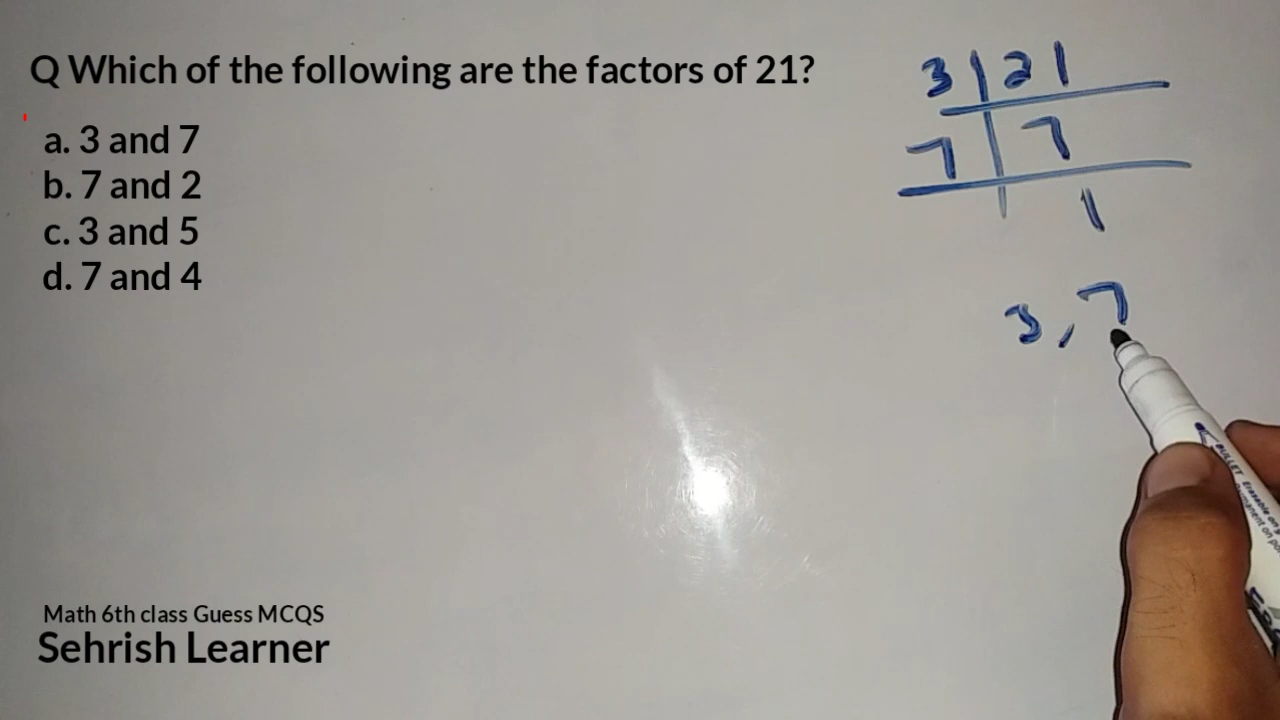 Q Which of the following are the factors of 21?
a. 3 and 7
b. 7 and 2
c. 3 and 5
d. 7 and 4
3 | 21
7 | 7
1
3, 7
BULLET
Math 6th class Guess MCQS
Sehrish Learner